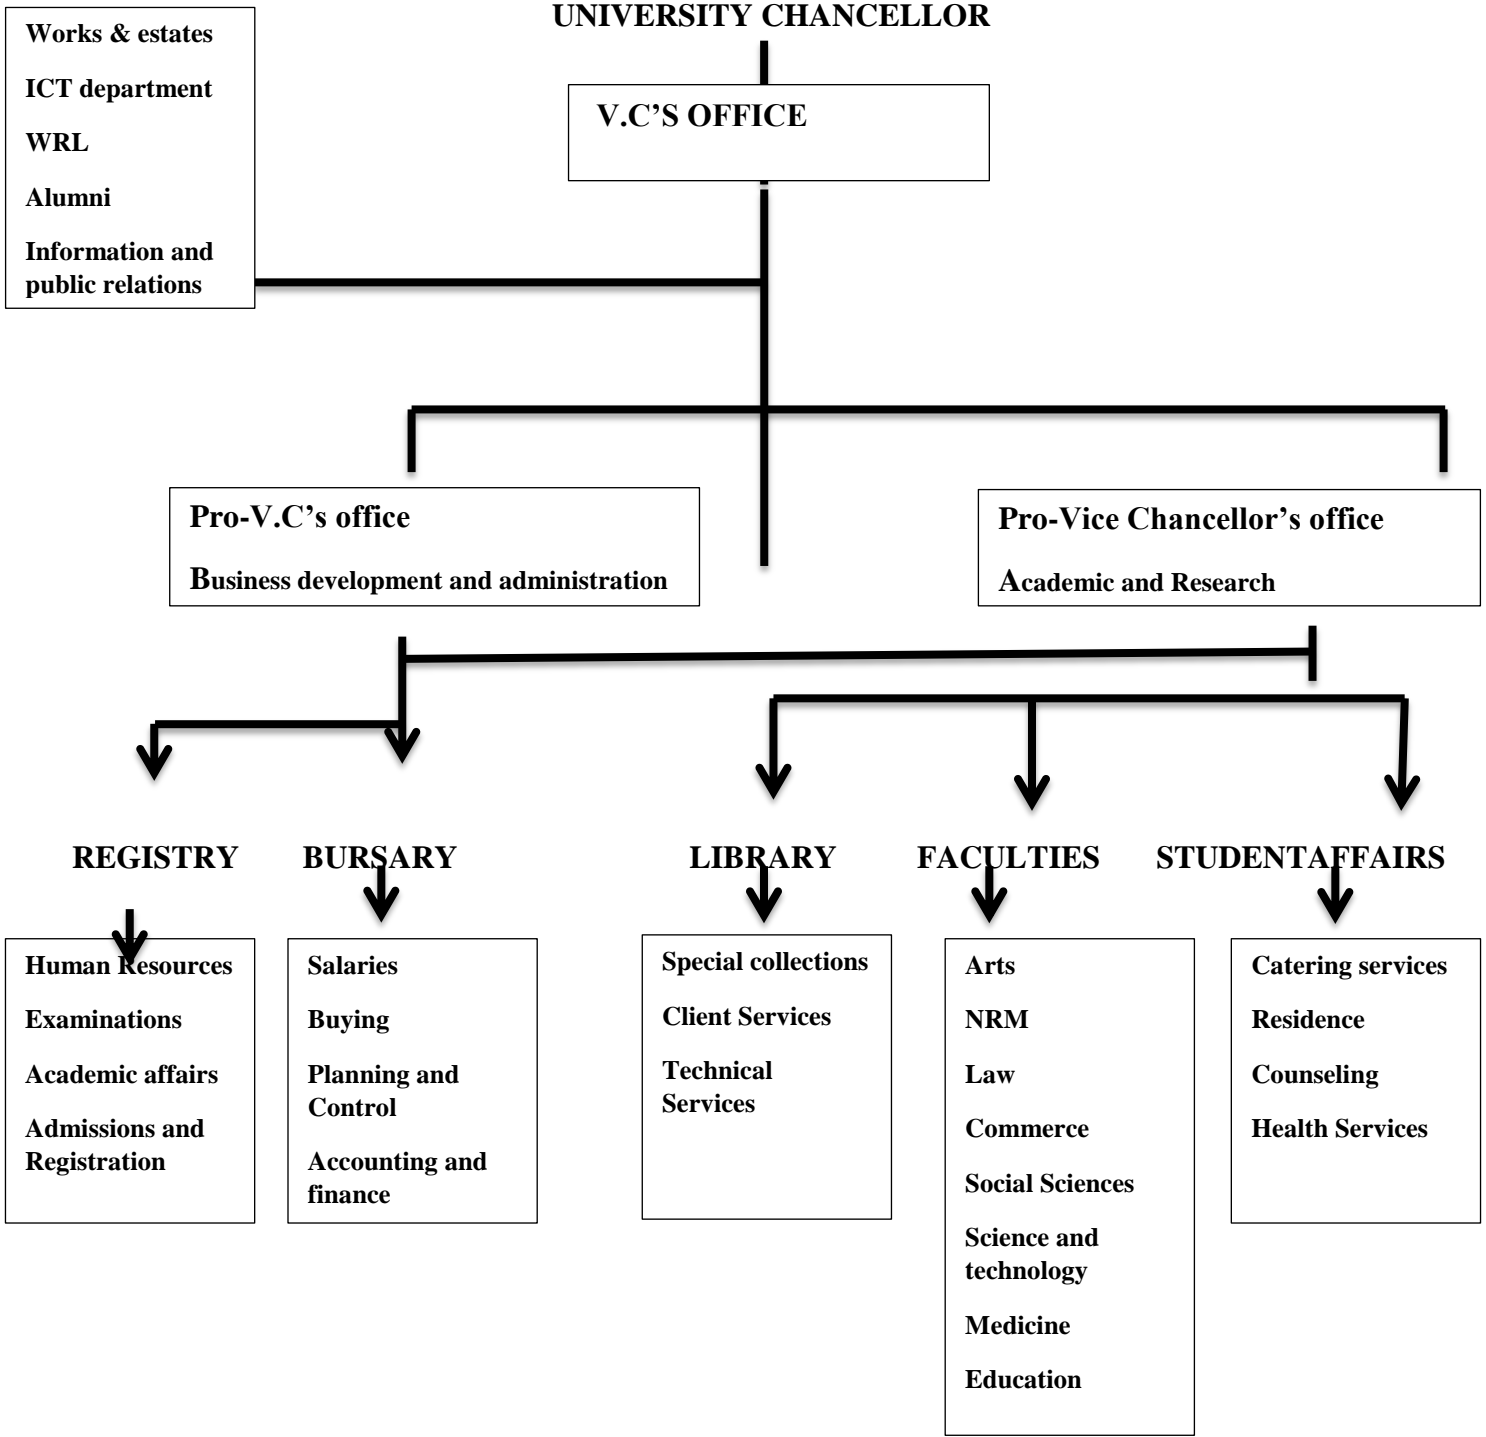 UNIVERSITY CHANCELLOR
Works & estates
ICT department
WRL
Alumni
Information and
public relations
V.C’S OFFICE
Pro-V.C’s office
Business development and administration
Pro-Vice Chancellor’s office
Academic and Research
REGISTRY
BURSARY
LIBRARY
FACULTIES
STUDENTAFFAIRS
Human Resources
Examinations
Academic affairs
Admissions and
Registration
Salaries
Buying
Planning and
Control
Accounting and
finance
Special collections
Client Services
Technical
Services
Arts
NRM
Law
Commerce
Social Sciences
Science and
technology
Medicine
Education
Catering services
Residence
Counseling
Health Services